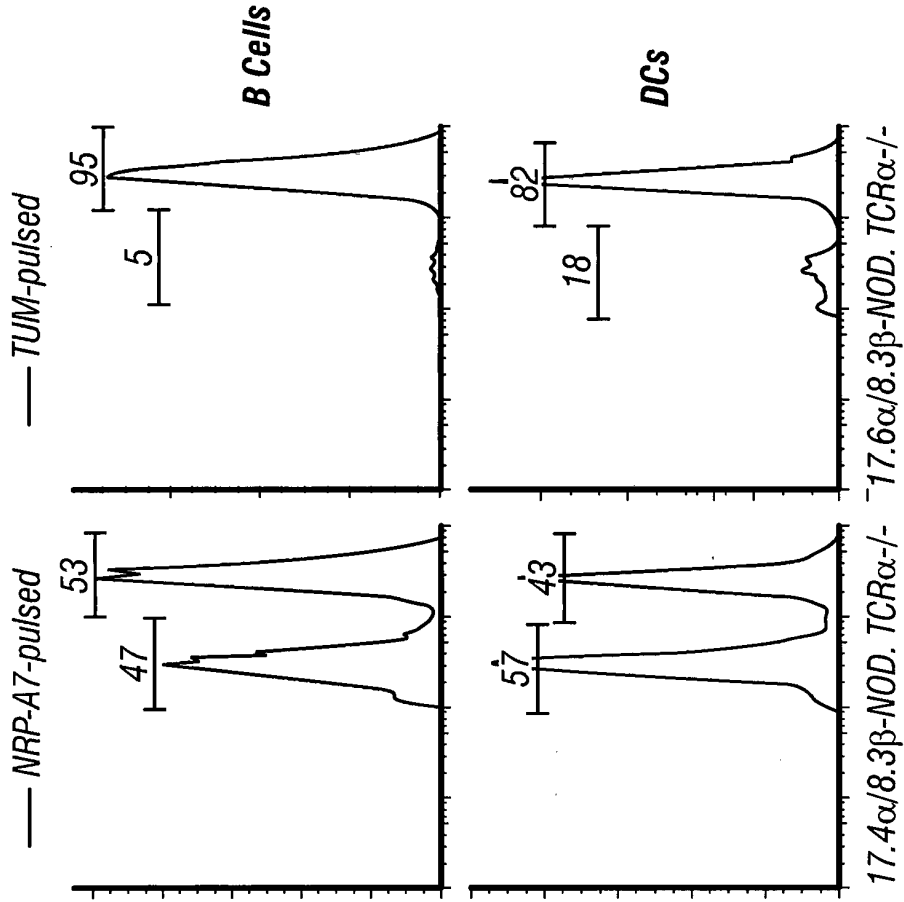 NRP-A7-pulsed
TUM-pulsed
53
47
95
5
B Cells
43
57
82
18
DCs
17.4α/8.3β-NOD. TCRα-/-
17.6α/8.3β-NOD. TCRα-/-